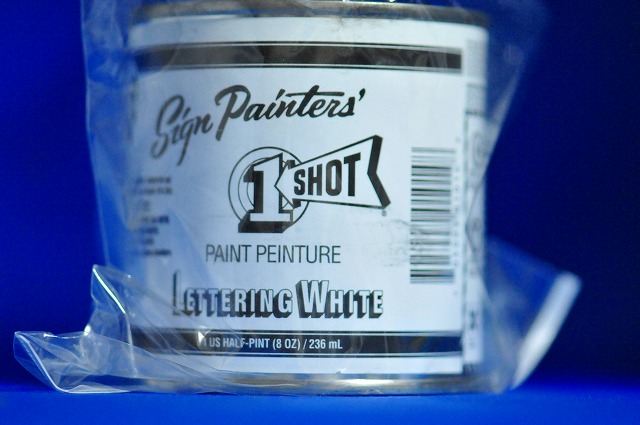 Sign Painters'
1 SHOT
PAINT PEINTURE
LETTERING WHITE
US HALF-PINT (8 OZ) / 236 mL